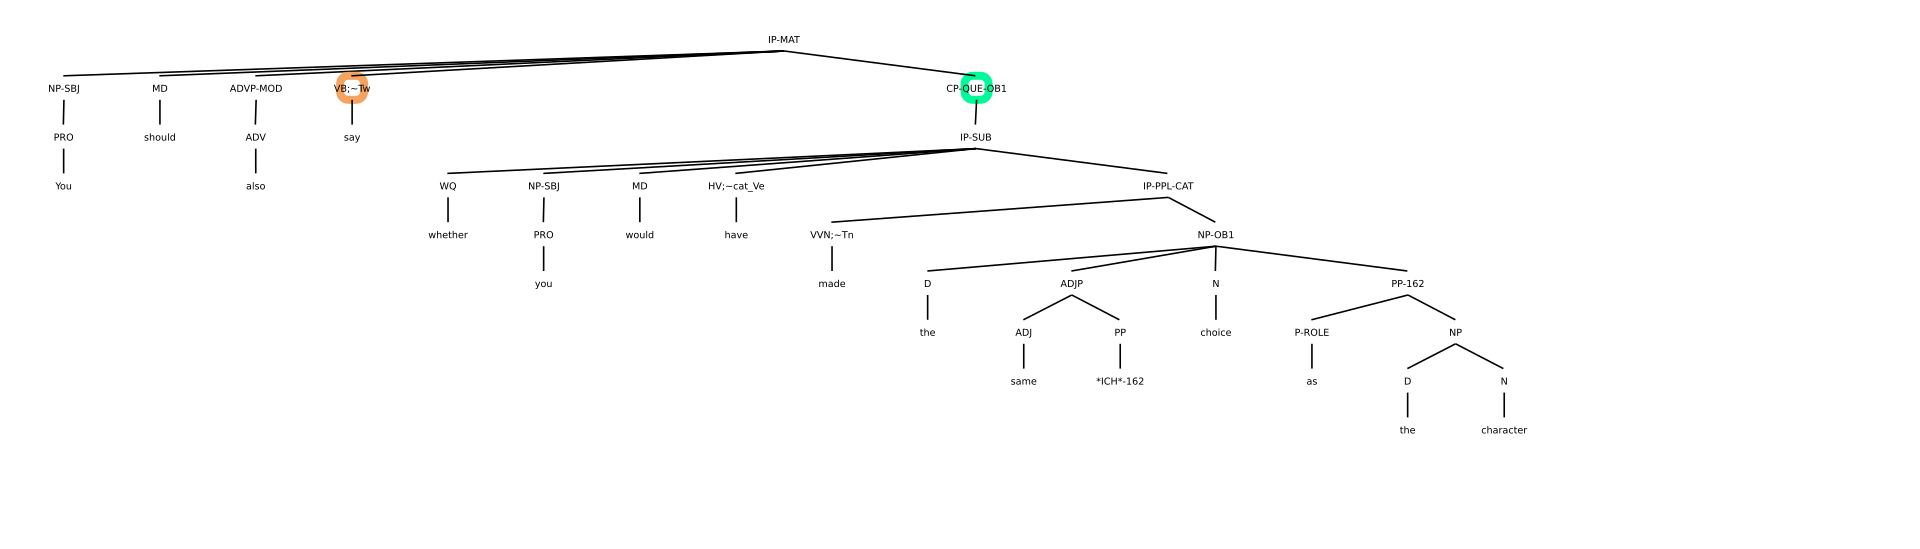 IP-MAT
NP-SBJ MD ADVP-MOD VB;~Tw CP-QUE-OB1
PRO should ADV say IP-SUB
You also WQ NP-SBJ MD HV;~cat_Ve IP-PPL-CAT
whether PRO would have VVN;~Tn NP-OB1
you made D ADJP N PP-162
the ADJ PP choice P-ROLE NP
same *ICH*-162 as D N
the character